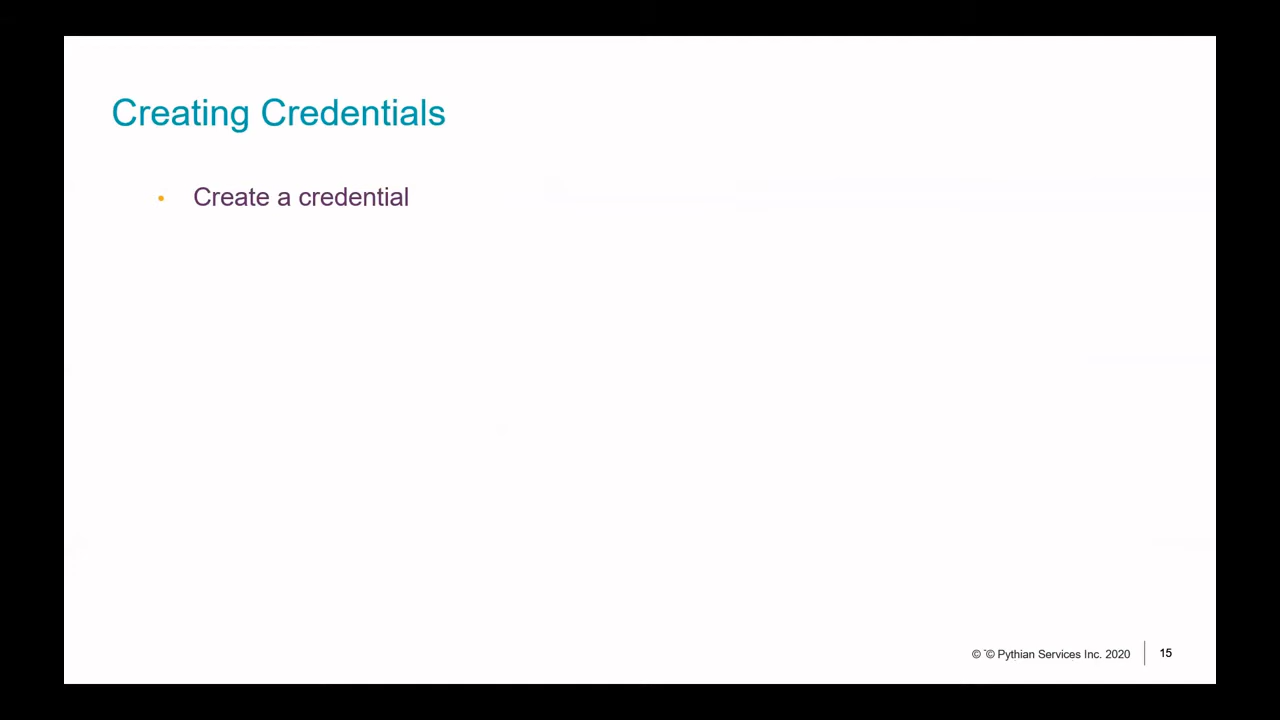 Creating Credentials
• Create a credential
© ˜© Pythian Services Inc. 2020
15